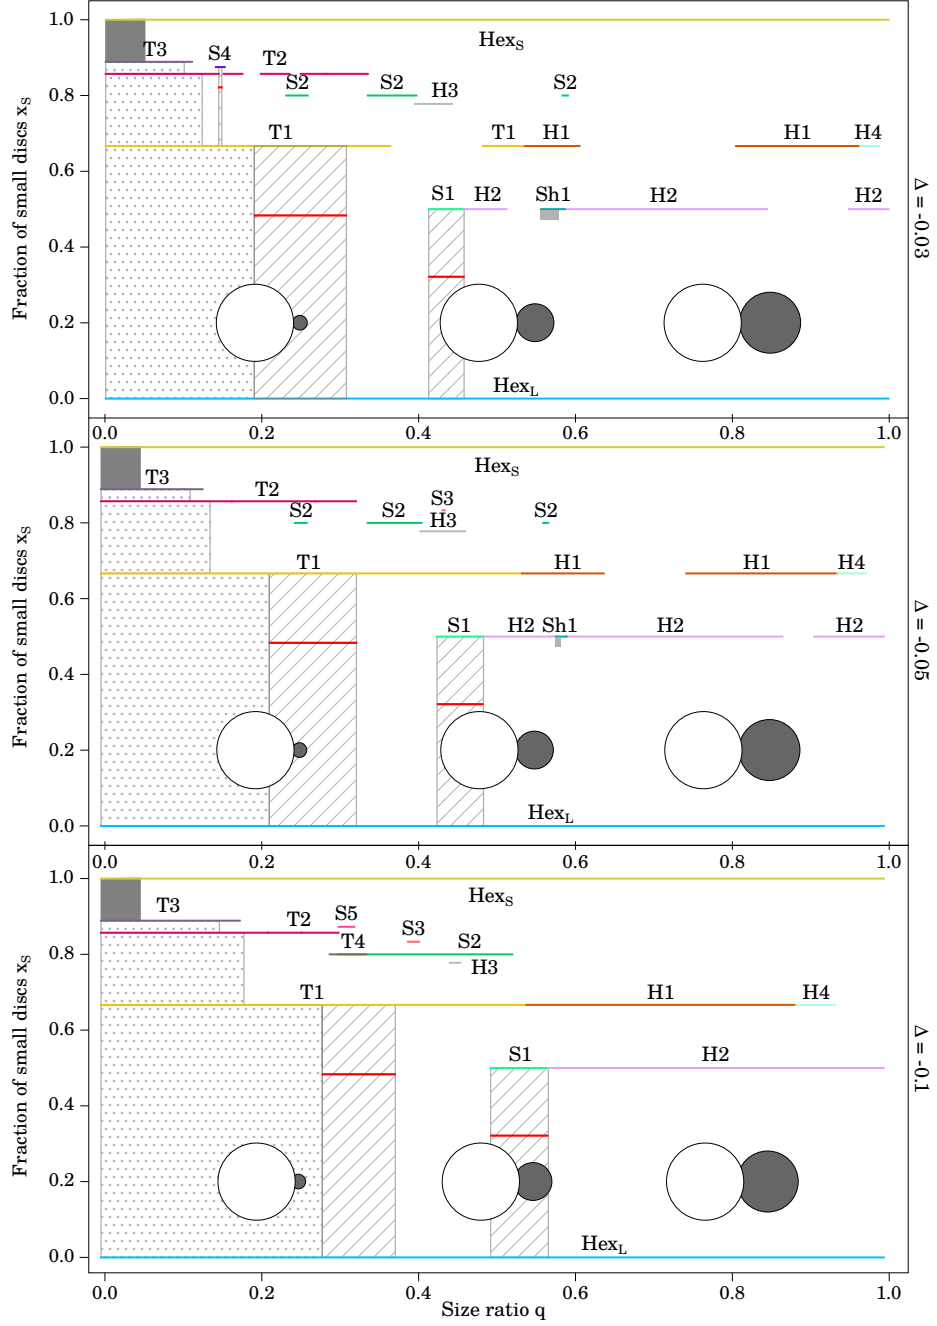 1.0
Hex_S
T3 S4 T2
S2 S2 H3 S2
0.8
T1 T1 H1 H1 H4
0.6
S1 H2 Sh1 H2 H2
0.4
0.2
Hex_L
0.0
Fraction of small discs x_S
Δ = -0.03
0.0 0.2 0.4 0.6 0.8 1.0
1.0
Hex_S
T3 T2 S3
S2 S2 H3 S2
0.8
T1 H1 H1 H4
0.6
S1 H2 Sh1 H2 H2
0.4
0.2
Hex_L
0.0
Fraction of small discs x_S
Δ = -0.05
0.0 0.2 0.4 0.6 0.8 1.0
1.0
Hex_S
T3 T2 S5 S3
T4 S2
0.8
H3
T1 H1 H4
0.6
S1 H2
0.4
0.2
Hex_L
0.0
Fraction of small discs x_S
Δ = -0.1
0.0 0.2 0.4 0.6 0.8 1.0
Size ratio q